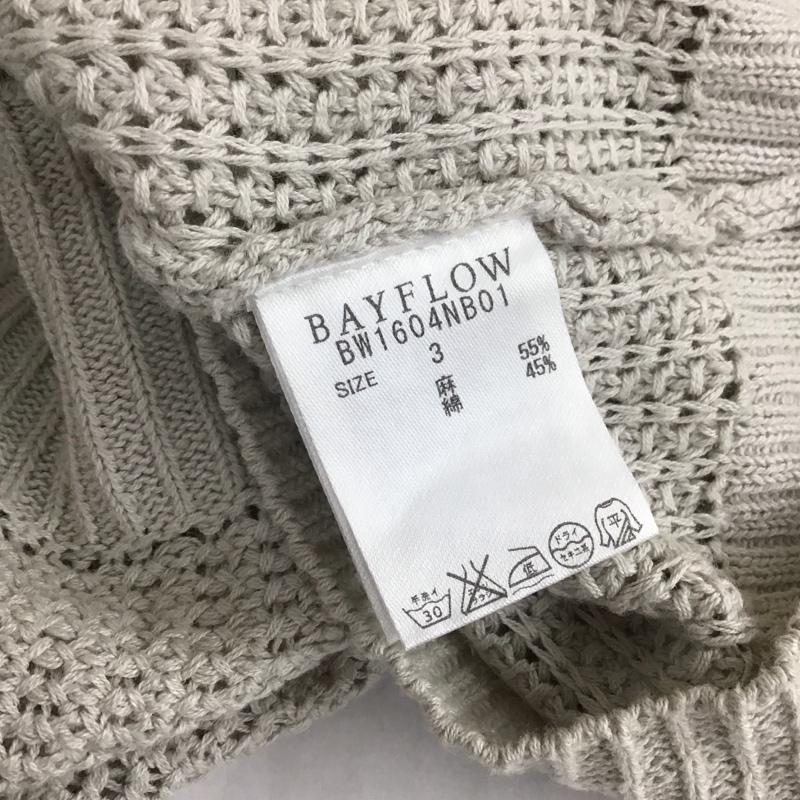 BAYFLOW
BW1604NB01
SIZE 3
麻 55%
綿 45%
手洗イ
30
低
ドライ
セキユ系
平